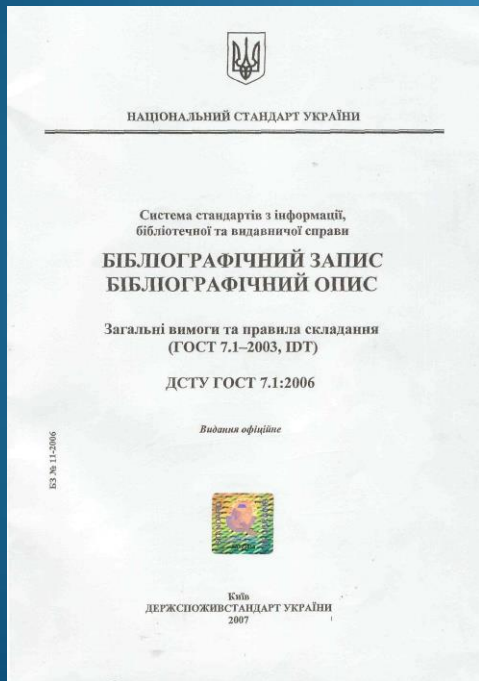 НАЦІОНАЛЬНИЙ СТАНДАРТ УКРАЇНИ
Система стандартів з інформації,
бібліотечної та видавничої справи
БІБЛІОГРАФІЧНИЙ ЗАПИС
БІБЛІОГРАФІЧНИЙ ОПИС
Загальні вимоги та правила складання
(ГОСТ 7.1–2003, IDT)
ДСТУ ГОСТ 7.1:2006
Видання офіційне
БЗ № 11-2006
Київ
ДЕРЖСПОЖИВСТАНДАРТ УКРАЇНИ
2007